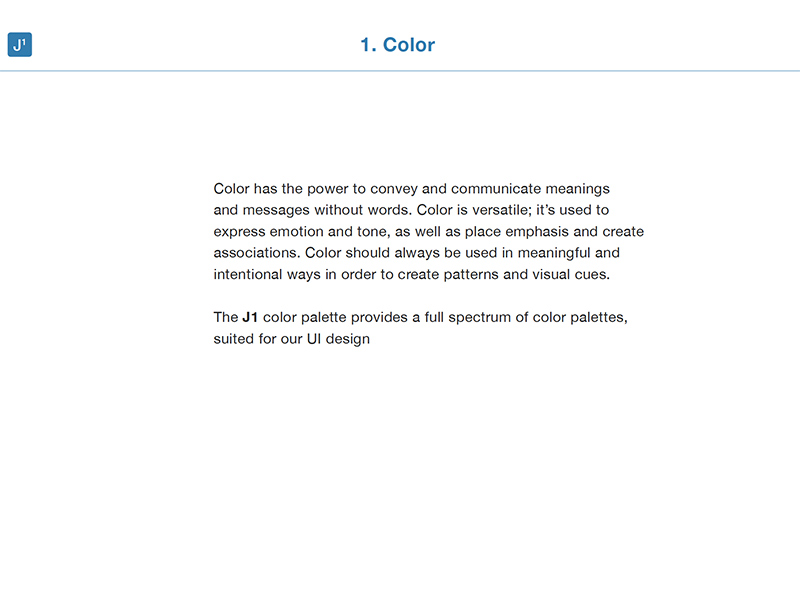 J¹
1. Color
Color has the power to convey and communicate meanings
and messages without words. Color is versatile; it’s used to
express emotion and tone, as well as place emphasis and create
associations. Color should always be used in meaningful and
intentional ways in order to create patterns and visual cues.
The J1 color palette provides a full spectrum of color palettes,
suited for our UI design